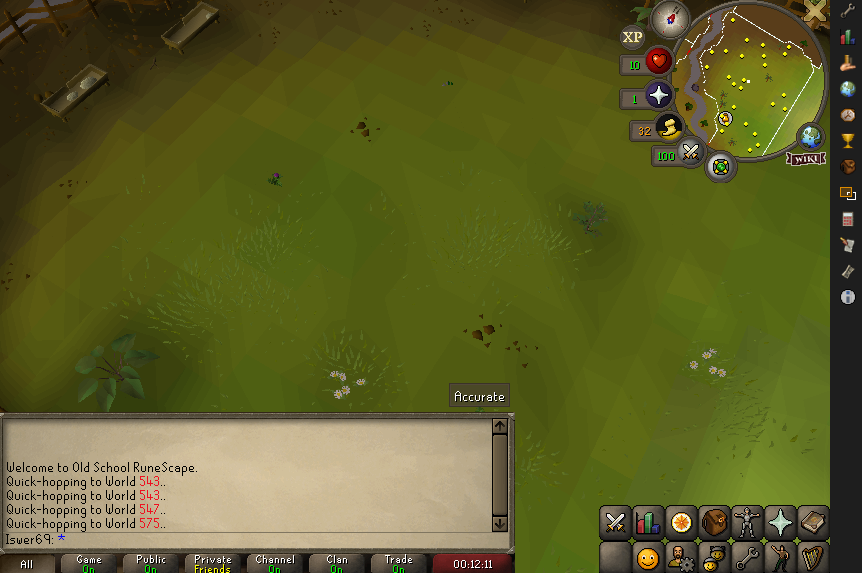 XP
10
1
32
100
WIKI
Accurate
Welcome to Old School RuneScape.
Quick-hopping to World 543..
Quick-hopping to World 543..
Quick-hopping to World 547..
Quick-hopping to World 575..
Iswer69: *
All
Game
On
Public
On
Private
Friends
Channel
On
Clan
On
Trade
On
00:12:11